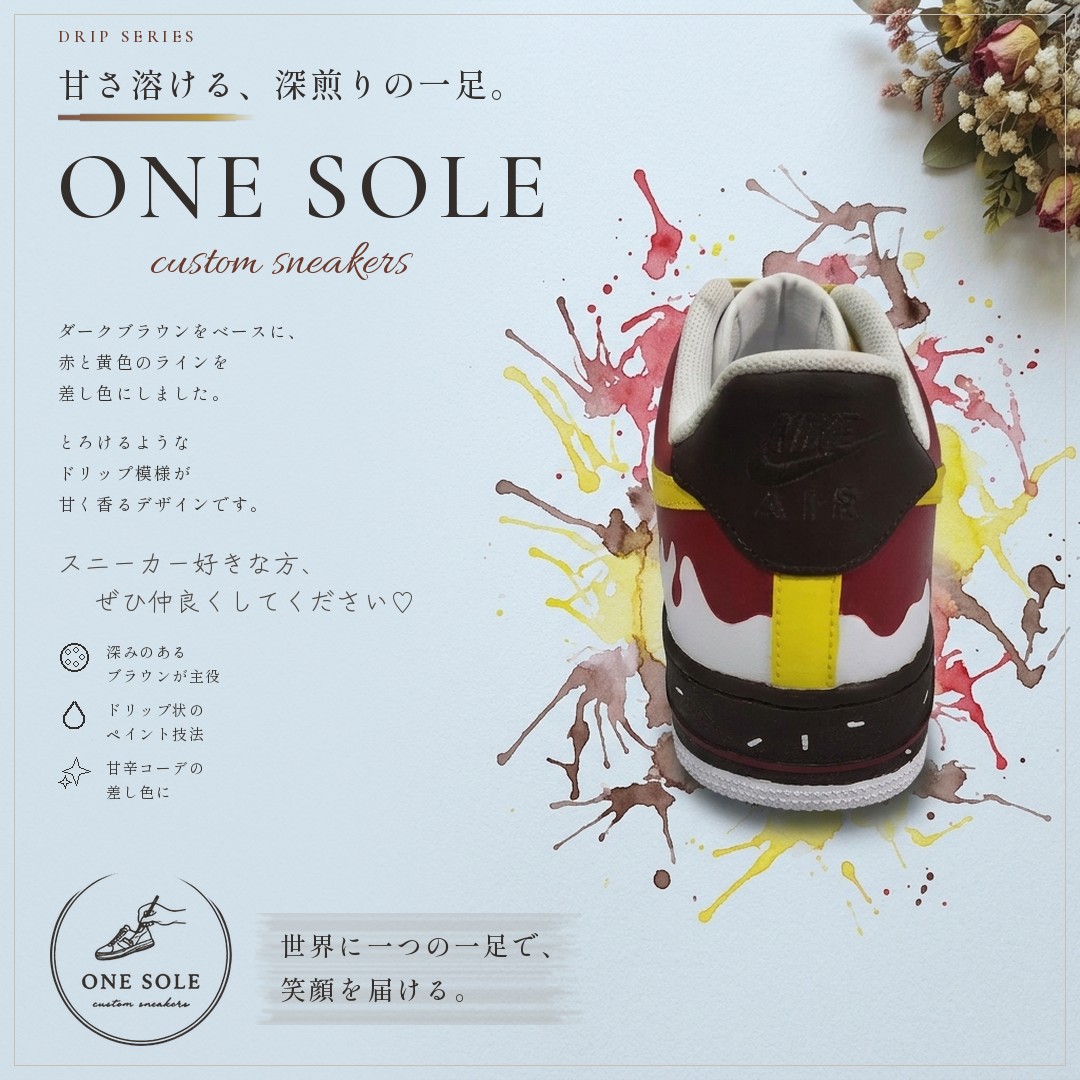 DRIP SERIES
甘さ溶ける、深煎りの一足。
ONE SOLE
custom sneakers
ダークブラウンをベースに、
赤と黄色のラインを
差し色にしました。
とろけるような
ドリップ模様が
甘く香るデザインです。
スニーカー好きな方、
ぜひ仲良くしてください♡
深みのある
ブラウンが主役
ドリップ状の
ペイント技法
甘辛コーデの
差し色に
NIKE
AIR
ONE SOLE
custom sneakers
世界に一つの一足で、
笑顔を届ける。